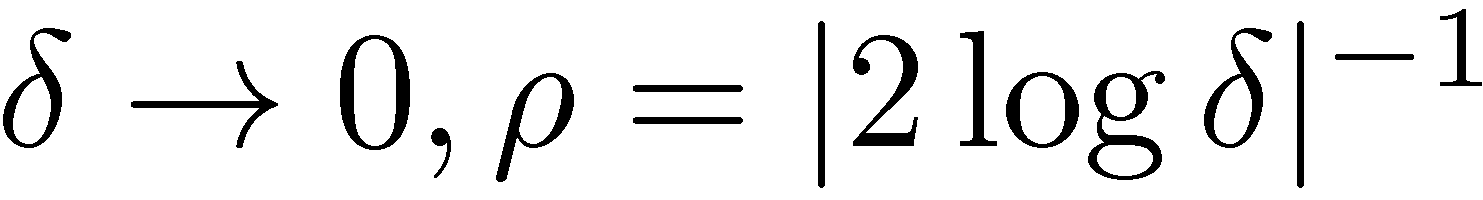 δ → 0, ρ = |2 log δ|⁻¹